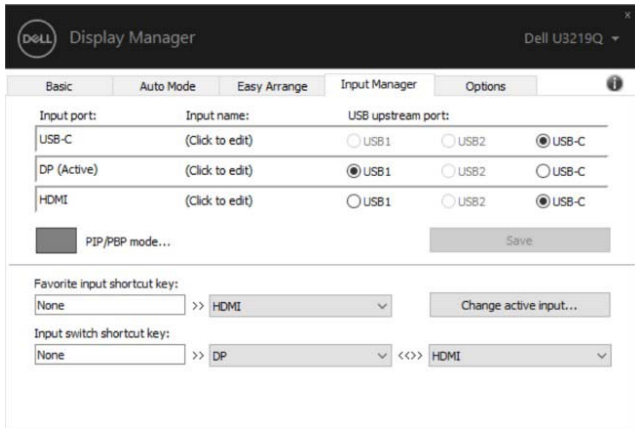 x
DELL Display Manager Dell U3219Q
Basic Auto Mode Easy Arrange Input Manager Options i
Input port: Input name: USB upstream port:
USB-C (Click to edit) USB1 USB2 USB-C
DP (Active) (Click to edit) USB1 USB2 USB-C
HDMI (Click to edit) USB1 USB2 USB-C
PIP/PBP mode... Save
Favorite input shortcut key:
None >> HDMI Change active input...
Input switch shortcut key:
None >> DP <<>> HDMI